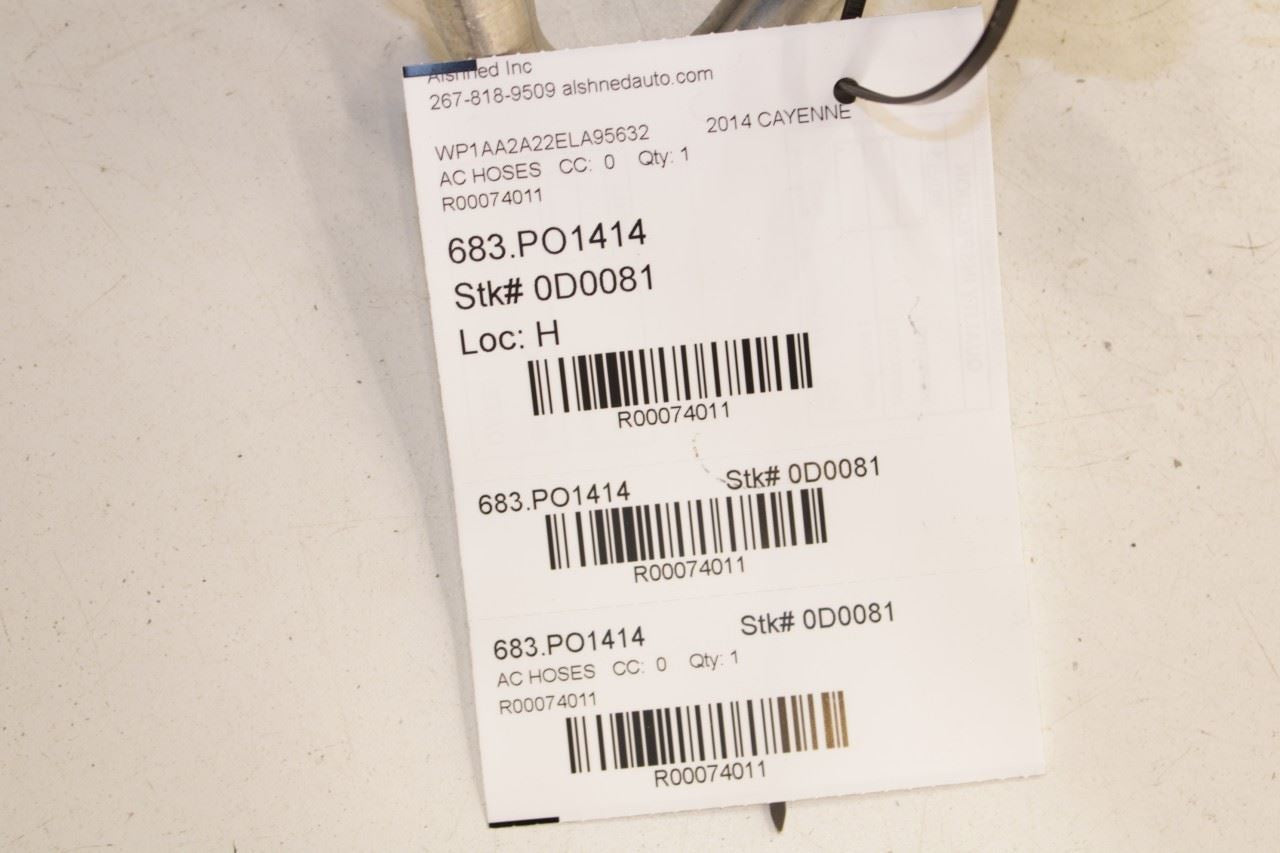 Alshned Inc
267-818-9509 alshnedauto.com
WP1AA2A22ELA95632 2014 CAYENNE
AC HOSES CC: 0 Qty: 1
R00074011
683.PO1414
Stk# 0D0081
Loc: H
R00074011
683.PO1414 Stk# 0D0081
R00074011
683.PO1414 Stk# 0D0081
AC HOSES CC: 0 Qty: 1
R00074011
R00074011